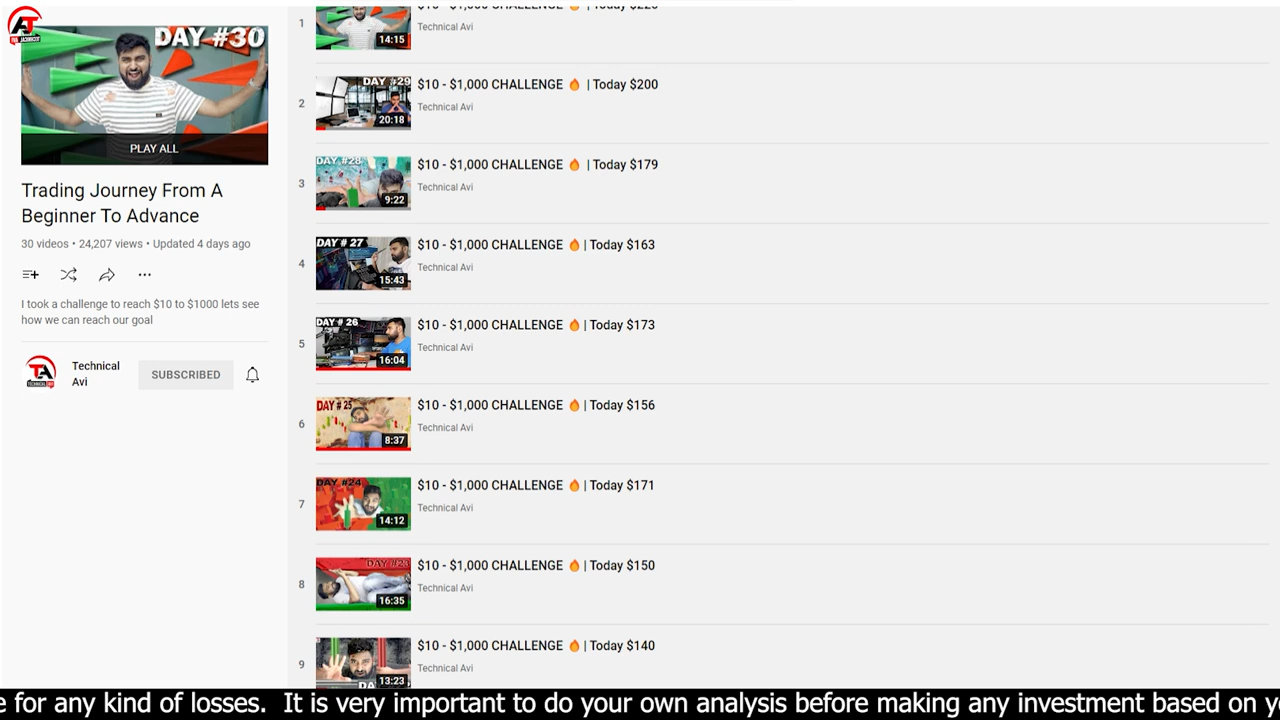 DAY #30
PLAY ALL
Trading Journey From A
Beginner To Advance
30 videos • 24,207 views • Updated 4 days ago
I took a challenge to reach $10 to $1000 lets see
how we can reach our goal
TA
Technical
Avi
SUBSCRIBED
1
14:15
Technical Avi
2
DAY #29
20:18
$10 - $1,000 CHALLENGE 🔥 | Today $200
Technical Avi
3
DAY #28
9:22
$10 - $1,000 CHALLENGE 🔥 | Today $179
Technical Avi
4
DAY # 27
15:43
$10 - $1,000 CHALLENGE 🔥 | Today $163
Technical Avi
5
DAY # 26
16:04
$10 - $1,000 CHALLENGE 🔥 | Today $173
Technical Avi
6
DAY # 25
8:37
$10 - $1,000 CHALLENGE 🔥 | Today $156
Technical Avi
7
DAY #24
14:12
$10 - $1,000 CHALLENGE 🔥 | Today $171
Technical Avi
8
DAY #23
16:35
$10 - $1,000 CHALLENGE 🔥 | Today $150
Technical Avi
9
13:23
$10 - $1,000 CHALLENGE 🔥 | Today $140
Technical Avi
e for any kind of losses. It is very important to do your own analysis before making any investment based on y